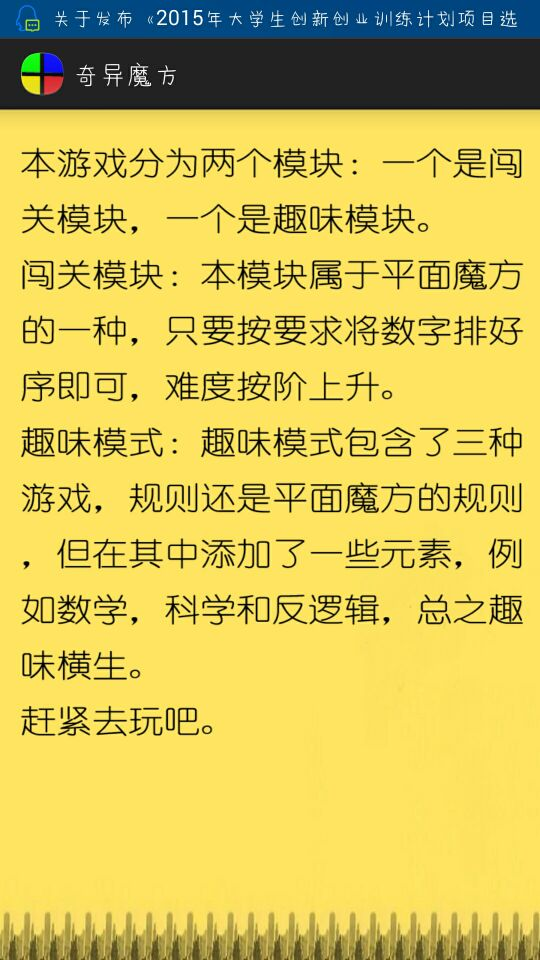 关于发布《2015年大学生创新创业训练计划项目选
奇异魔方
本游戏分为两个模块：一个是闯
关模块，一个是趣味模块。
闯关模块：本模块属于平面魔方
的一种，只要按要求将数字排好
序即可，难度按阶上升。
趣味模式：趣味模式包含了三种
游戏，规则还是平面魔方的规则
，但在其中添加了一些元素，例
如数学，科学和反逻辑，总之趣
味横生。
赶紧去玩吧。